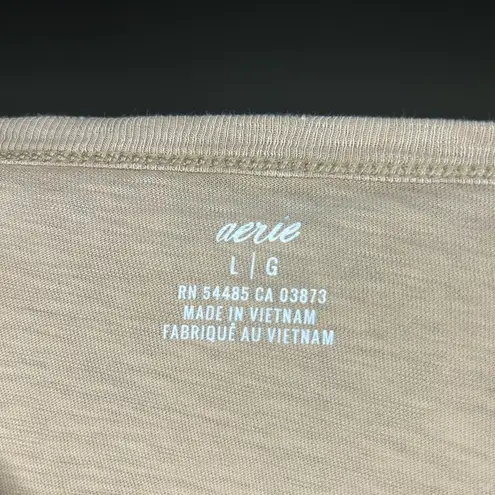 aerie
L | G
RN 54485 CA 03873
MADE IN VIETNAM
FABRIQUÉ AU VIETNAM